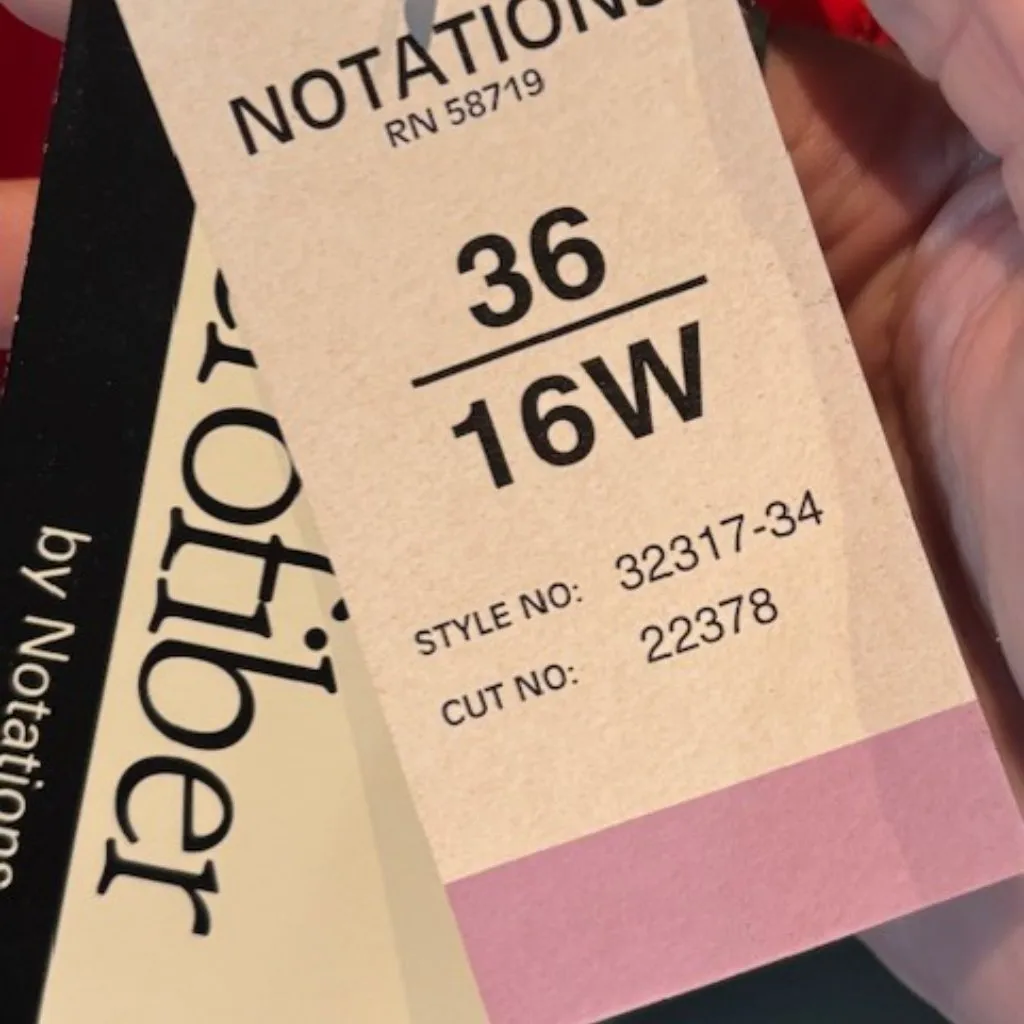 NOTATIONS
RN 58719
36
16W
STYLE NO: 32317-34
CUT NO: 22378
by Notations